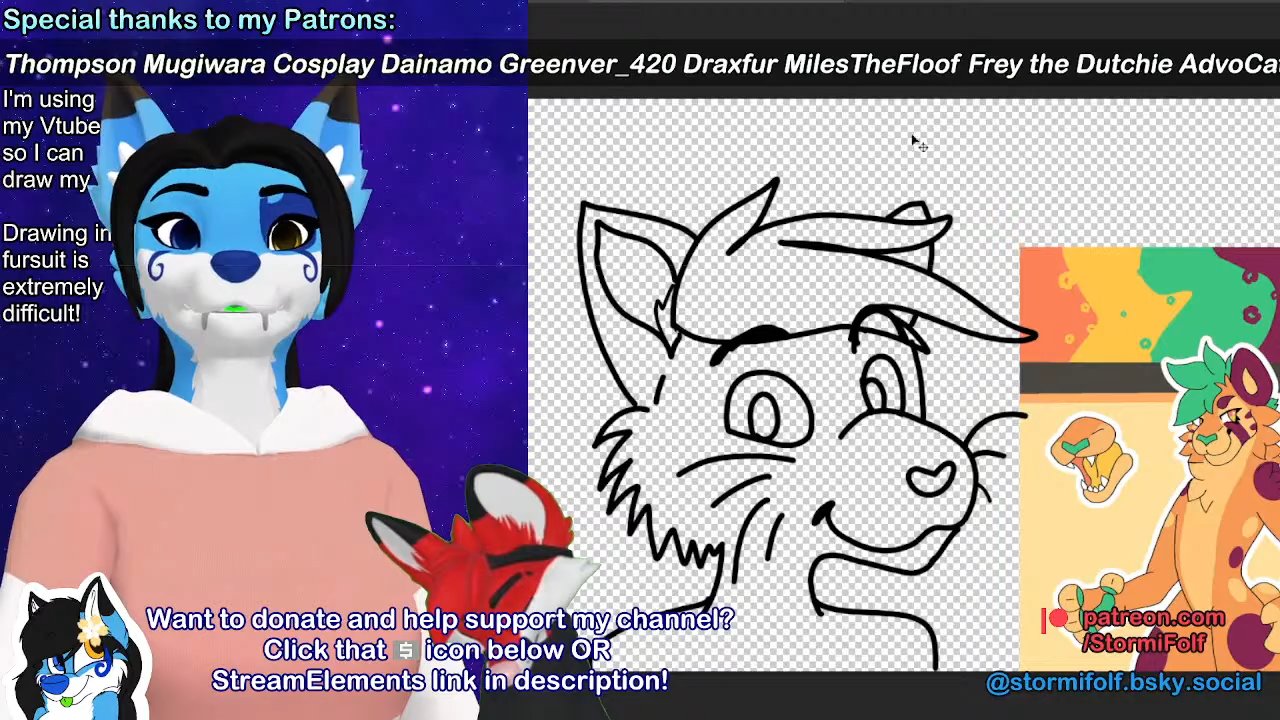 Special thanks to my Patrons:
Thompson Mugiwara Cosplay Dainamo Greenver_420 Draxfur MilesTheFloof Frey the Dutchie AdvoCat
I'm using
my Vtube
so I can
draw my
Drawing in
fursuit is
extremely
difficult!
Want to donate and help support my channel?
Click that $ icon below OR
StreamElements link in description!
patreon.com
/StormiFolf
@stormifolf.bsky.social